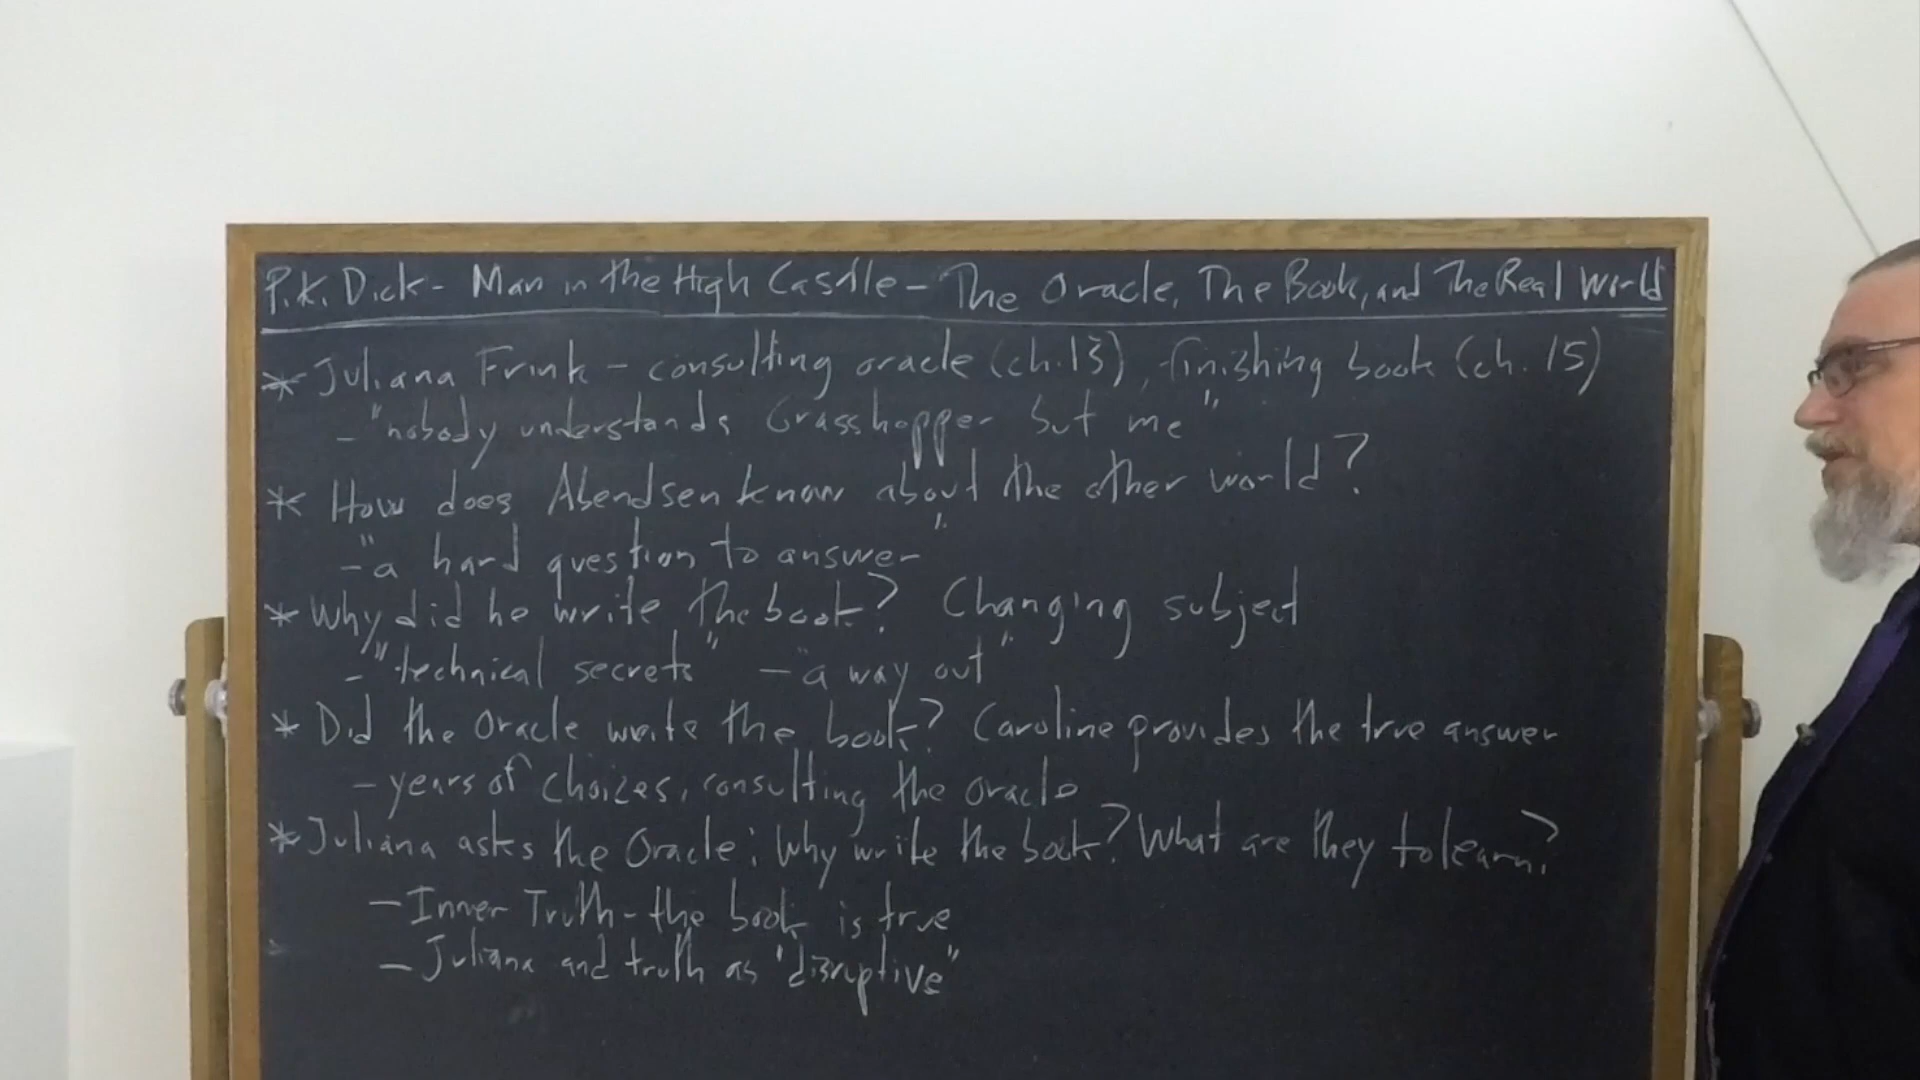 P.K. Dick - Man in the High Castle - The Oracle, The Book, and The Real World
* Juliana Frink - consulting oracle (ch.13), finishing book (ch. 15)
- "nobody understands Grasshopper but me"
* How does Abendsen know about the other world?
- "a hard question to answer"
* Why did he write the book? Changing subject
- "technical secrets" - "a way out"
* Did the Oracle write the book? Caroline provides the true answer
- years of choices, consulting the oracle
* Juliana asks the Oracle: Why write the book? What are they to learn?
- Inner Truth - the book is true
- Juliana and truth as "disruptive"